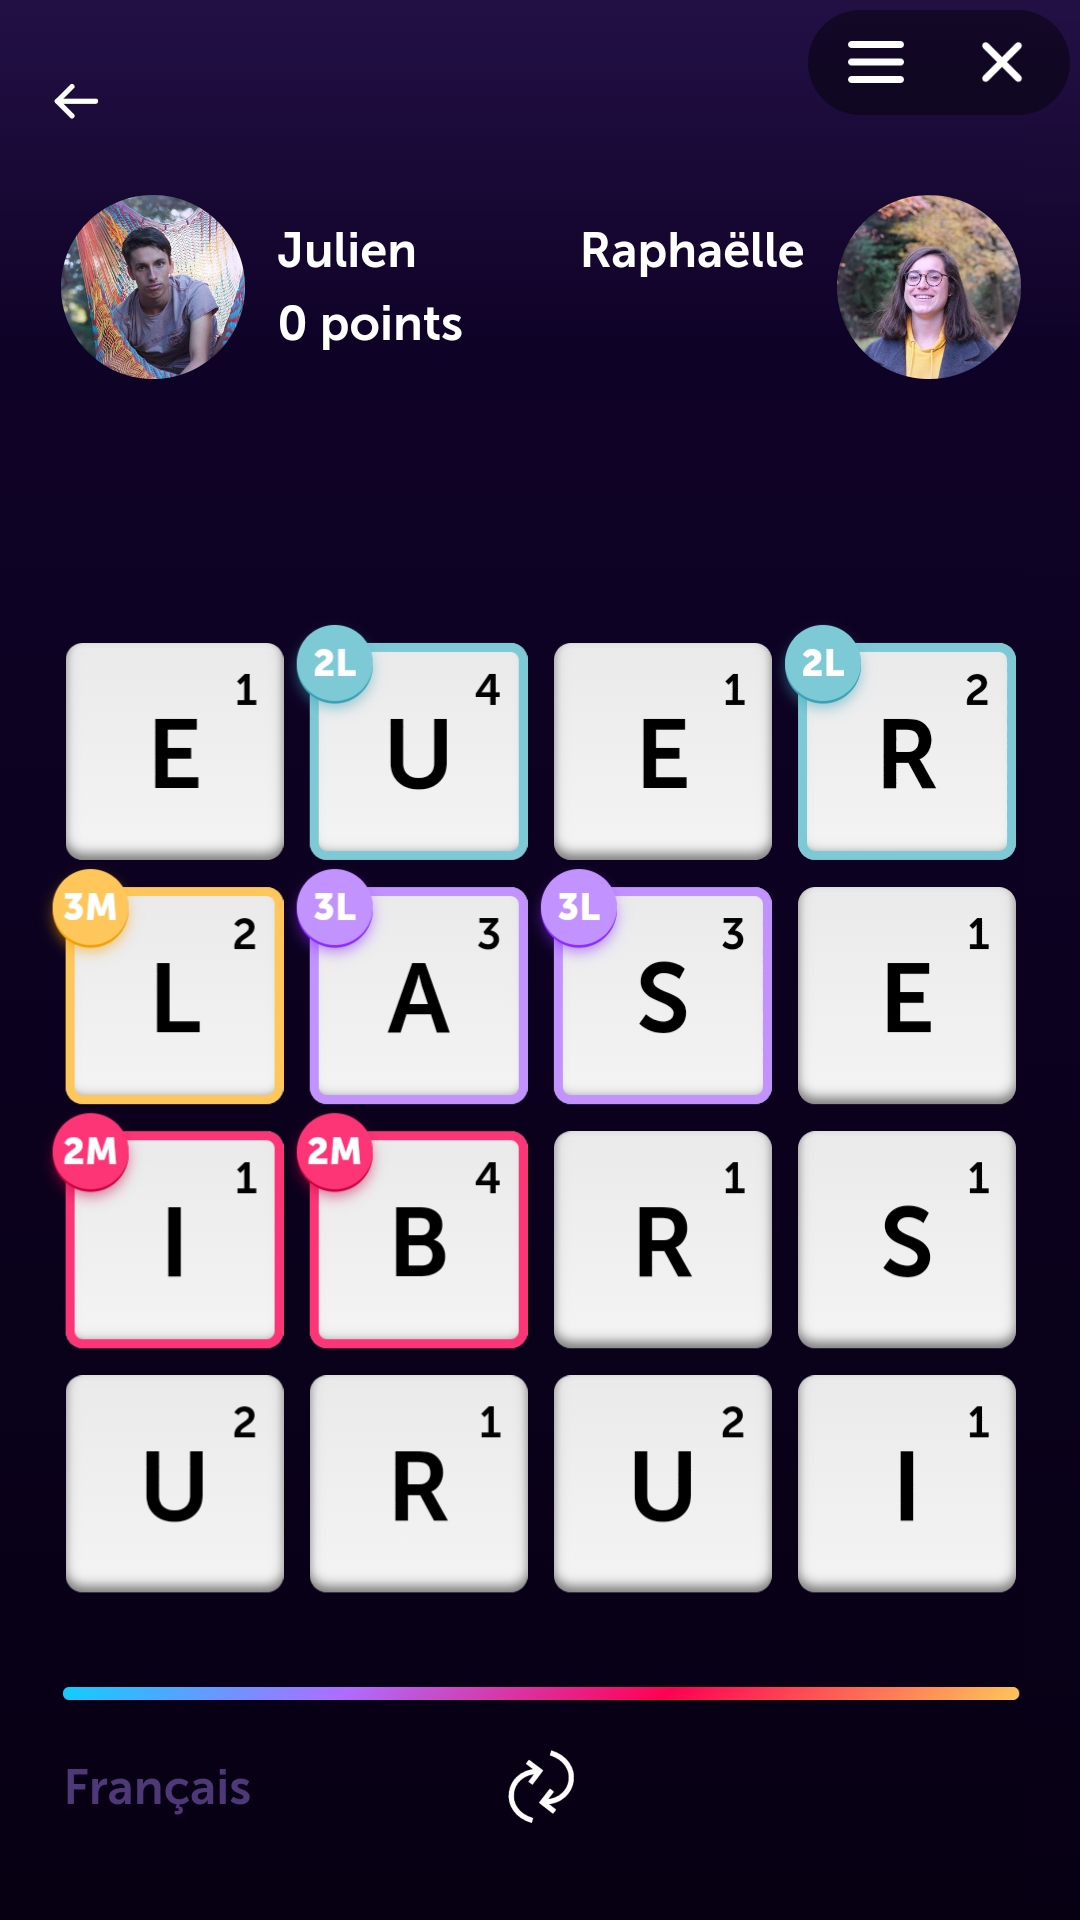 Julien
Raphaëlle
0 points
E 1
2L U 4
E 1
2L R 2
3M L 2
3L A 3
3L S 3
E 1
2M I 1
2M B 4
R 1
S 1
U 2
R 1
U 2
I 1
Français